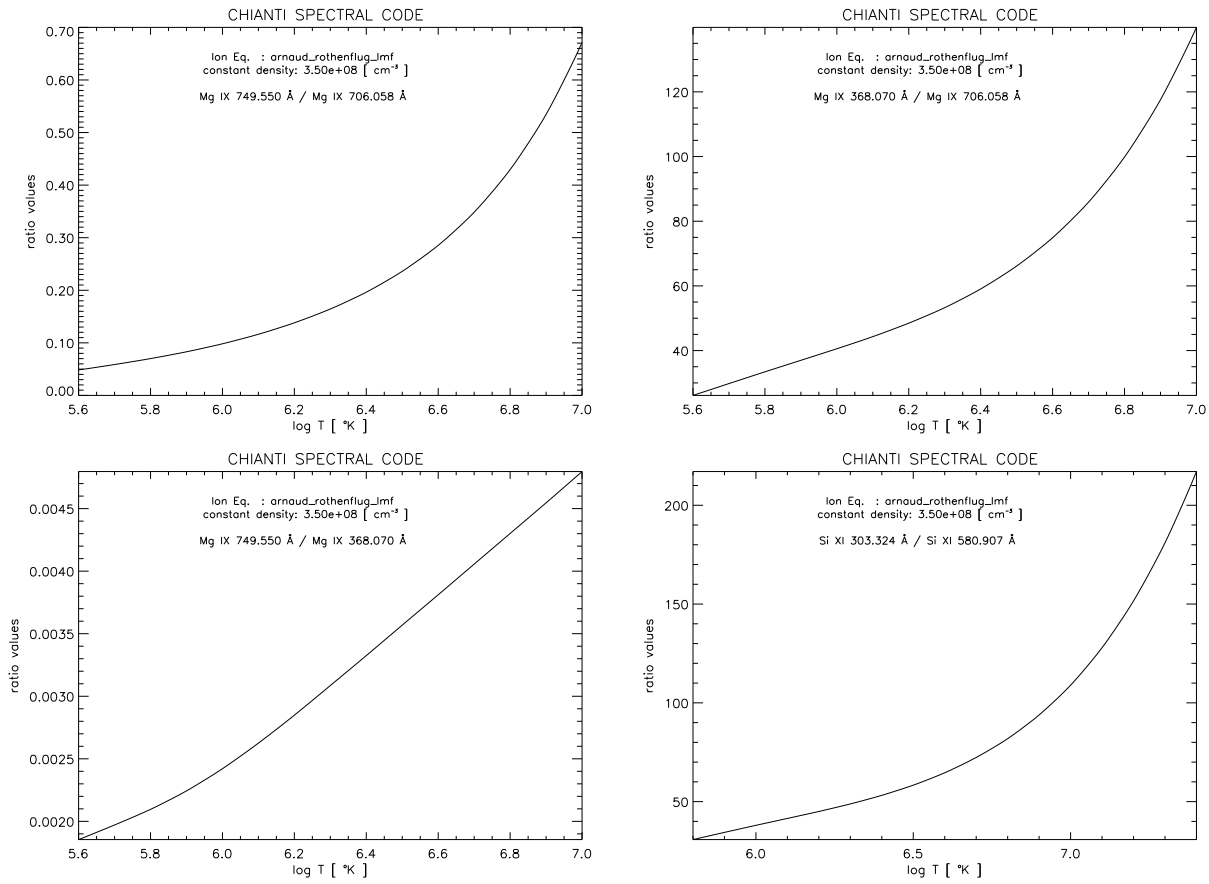 CHIANTI SPECTRAL CODE
Ion Eq. : arnaud_rothenflug_lmf
constant density: 3.50e+08 [ cm⁻³ ]
Mg IX 749.550 Å / Mg IX 706.058 Å
ratio values
0.70
0.60
0.50
0.40
0.30
0.20
0.10
0.00
5.6 5.8 6.0 6.2 6.4 6.6 6.8 7.0
log T [ °K ]
CHIANTI SPECTRAL CODE
Ion Eq. : arnaud_rothenflug_lmf
constant density: 3.50e+08 [ cm⁻³ ]
Mg IX 368.070 Å / Mg IX 706.058 Å
ratio values
120
100
80
60
40
5.6 5.8 6.0 6.2 6.4 6.6 6.8 7.0
log T [ °K ]
CHIANTI SPECTRAL CODE
Ion Eq. : arnaud_rothenflug_lmf
constant density: 3.50e+08 [ cm⁻³ ]
Mg IX 749.550 Å / Mg IX 368.070 Å
ratio values
0.0045
0.0040
0.0035
0.0030
0.0025
0.0020
5.6 5.8 6.0 6.2 6.4 6.6 6.8 7.0
log T [ °K ]
CHIANTI SPECTRAL CODE
Ion Eq. : arnaud_rothenflug_lmf
constant density: 3.50e+08 [ cm⁻³ ]
Si XI 303.324 Å / Si XI 580.907 Å
ratio values
200
150
100
50
6.0 6.5 7.0
log T [ °K ]